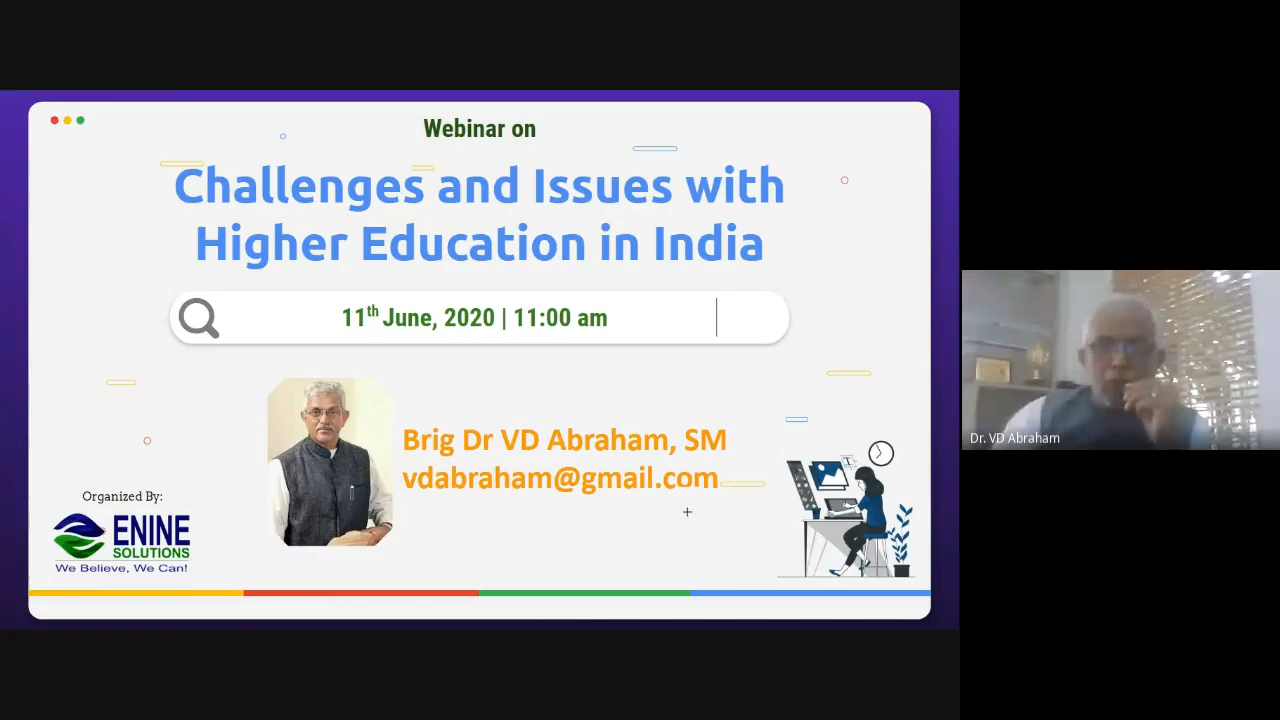 Webinar on
Challenges and Issues with
Higher Education in India
11th June, 2020 | 11:00 am
Brig Dr VD Abraham, SM
vdabraham@gmail.com
Organized By:
ENINE
SOLUTIONS
We Believe, We Can!
Dr. VD Abraham